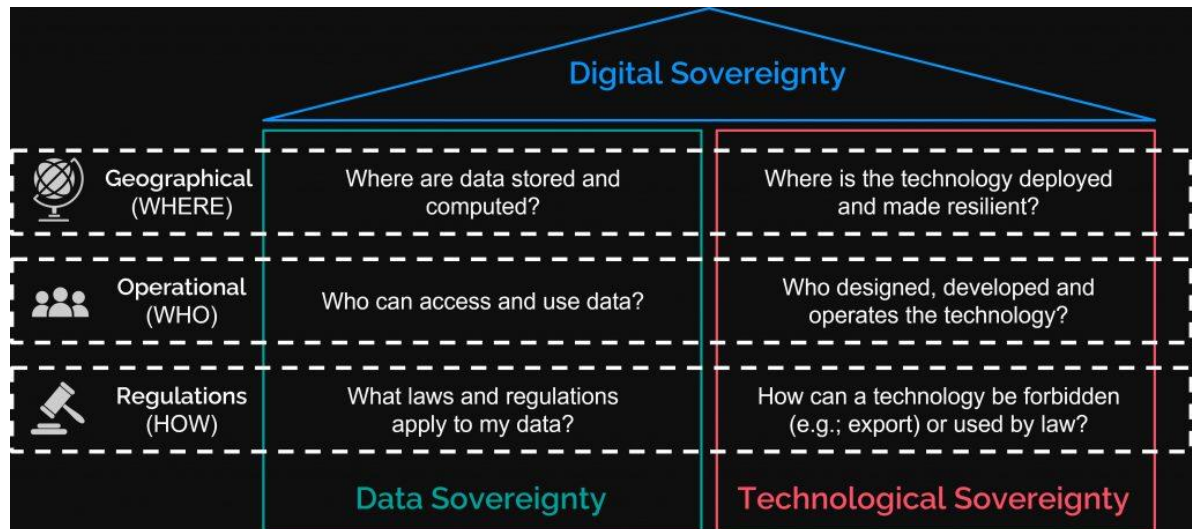 Digital Sovereignty
Geographical
(WHERE)
Where are data stored and
computed?
Where is the technology deployed
and made resilient?
Operational
(WHO)
Who can access and use data?
Who designed, developed and
operates the technology?
Regulations
(HOW)
What laws and regulations
apply to my data?
How can a technology be forbidden
(e.g.; export) or used by law?
Data Sovereignty
Technological Sovereignty